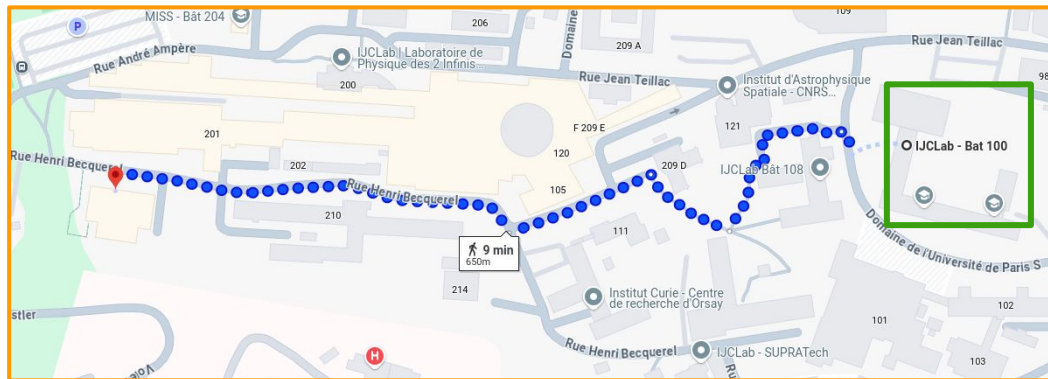 MISS - Bât 204
206
Domaine
209 A
109
P
Rue André Ampère
IJCLab | Laboratoire de
Physique des 2 Infinis...
Rue Jean Teillac
Rue Jean Teillac
98
200
Institut d'Astrophysique
Spatiale - CNRS...
201
F 209 E
121
120
IJCLab - Bat 100
Rue Henri Becquerel
202
209 D
IJCLab Bât 108
Rue Henri Becquerel
105
210
111
9 min
650m
Domaine de l'Université de Paris S
214
Institut Curie - Centre
de recherche d'Orsay
102
101
stler
Rue Henri Becquerel
IJCLab - SUPRATech
103
H
Voie
Ru